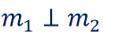 m₁ ⊥ m₂